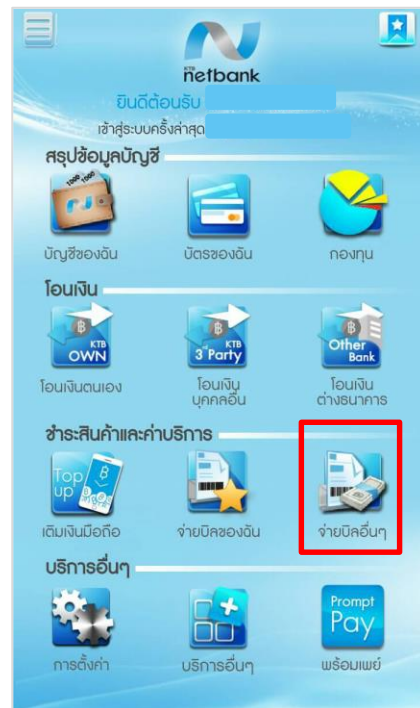 KTB
netbank
ยินดีต้อนรับ
เข้าสู่ระบบครั้งล่าสุด
สรุปข้อมูลบัญชี
1000 1000
บัญชีของฉัน
บัตรของฉัน
กองทุน
โอนเงิน
฿ KTB OWN
฿ KTB 3rd Party
฿ Other Bank
โอนเงินตนเอง
โอนเงิน
บุคคลอื่น
โอนเงิน
ต่างธนาคาร
ชำระสินค้าและค่าบริการ
Top up ฿
เติมเงินมือถือ
จ่ายบิลของฉัน
จ่ายบิลอื่นๆ
บริการอื่นๆ
Prompt
Pay
การตั้งค่า
บริการอื่นๆ
พร้อมเพย์